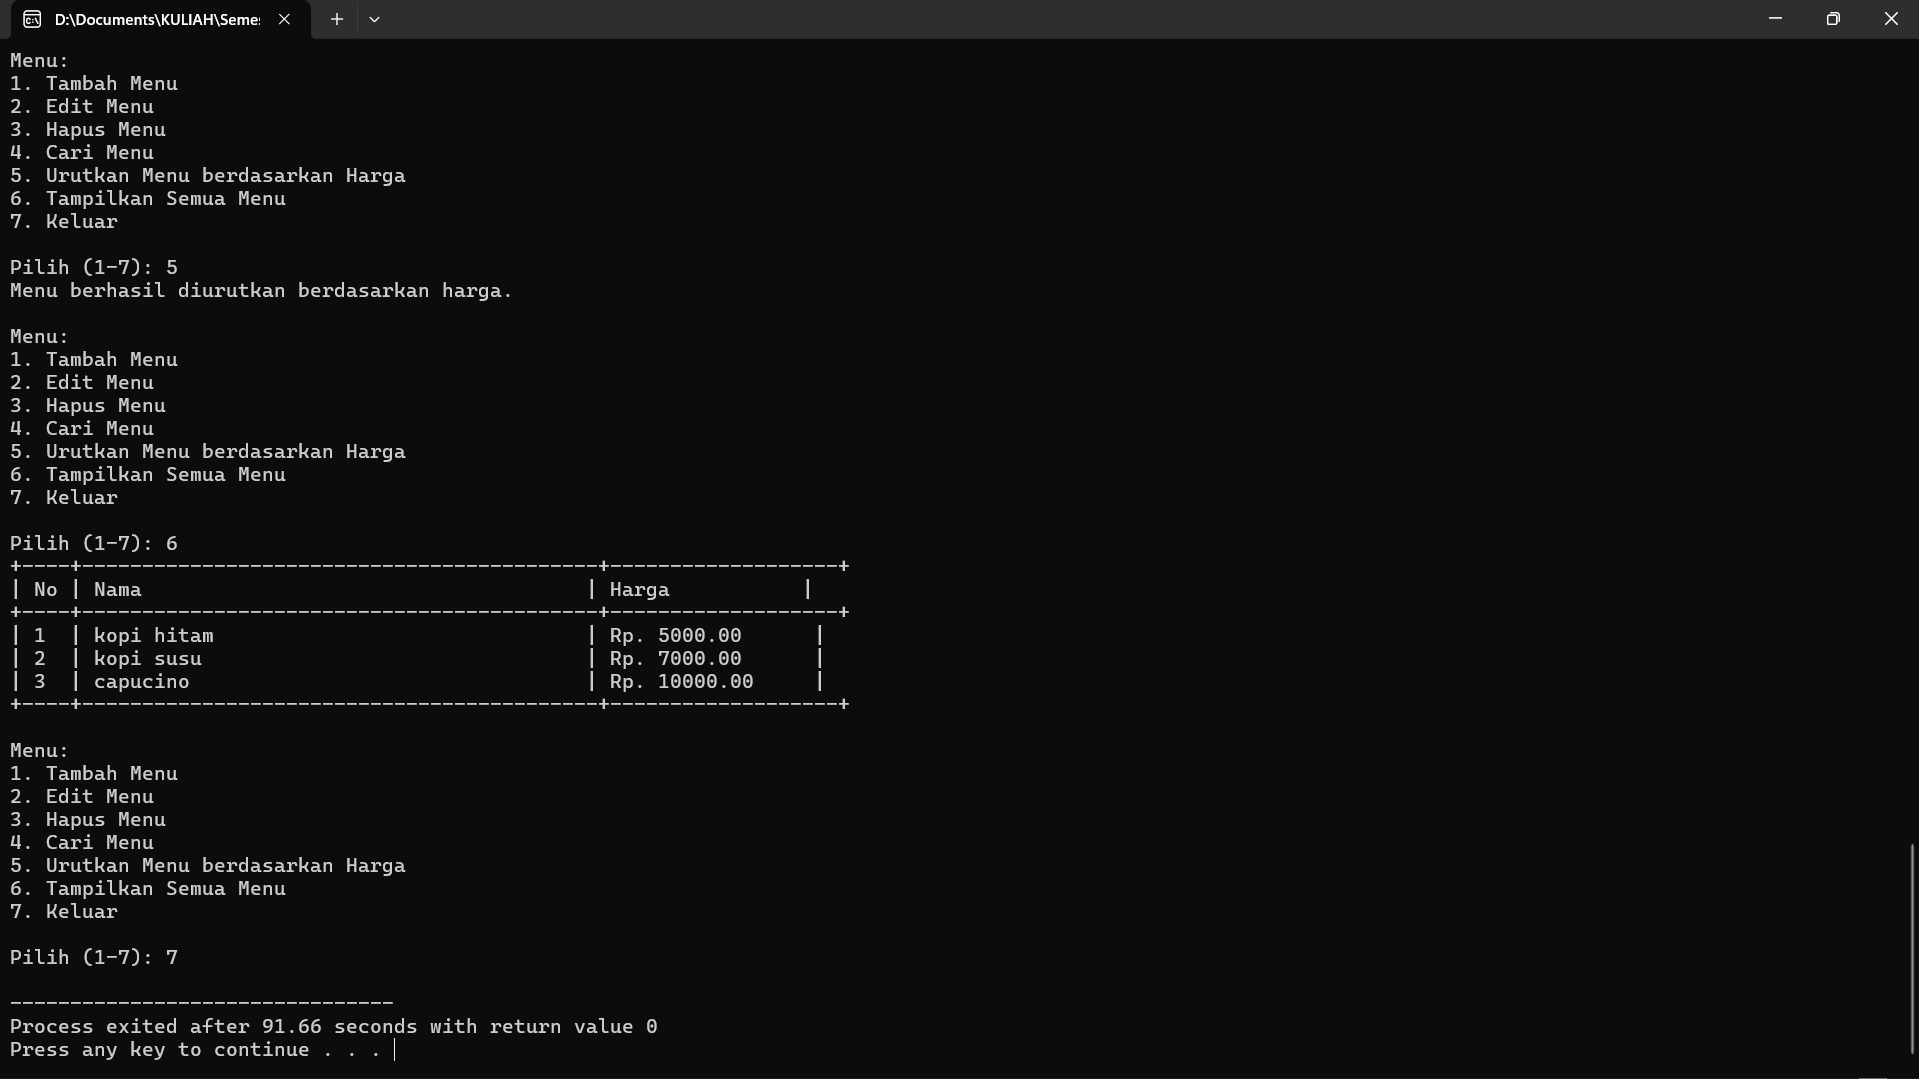 D:\Documents\KULIAH\Seme
Menu:
1. Tambah Menu
2. Edit Menu
3. Hapus Menu
4. Cari Menu
5. Urutkan Menu berdasarkan Harga
6. Tampilkan Semua Menu
7. Keluar
Pilih (1-7): 5
Menu berhasil diurutkan berdasarkan harga.
Menu:
1. Tambah Menu
2. Edit Menu
3. Hapus Menu
4. Cari Menu
5. Urutkan Menu berdasarkan Harga
6. Tampilkan Semua Menu
7. Keluar
Pilih (1-7): 6
+----+-------------------------------------------+-------------------+
| No | Nama                                     | Harga           |
+----+-------------------------------------------+-------------------+
| 1  | kopi hitam                               | Rp. 5000.00      |
| 2  | kopi susu                                | Rp. 7000.00      |
| 3  | capucino                                 | Rp. 10000.00     |
+----+-------------------------------------------+-------------------+
Menu:
1. Tambah Menu
2. Edit Menu
3. Hapus Menu
4. Cari Menu
5. Urutkan Menu berdasarkan Harga
6. Tampilkan Semua Menu
7. Keluar
Pilih (1-7): 7
--------------------------------
Process exited after 91.66 seconds with return value 0
Press any key to continue . . .